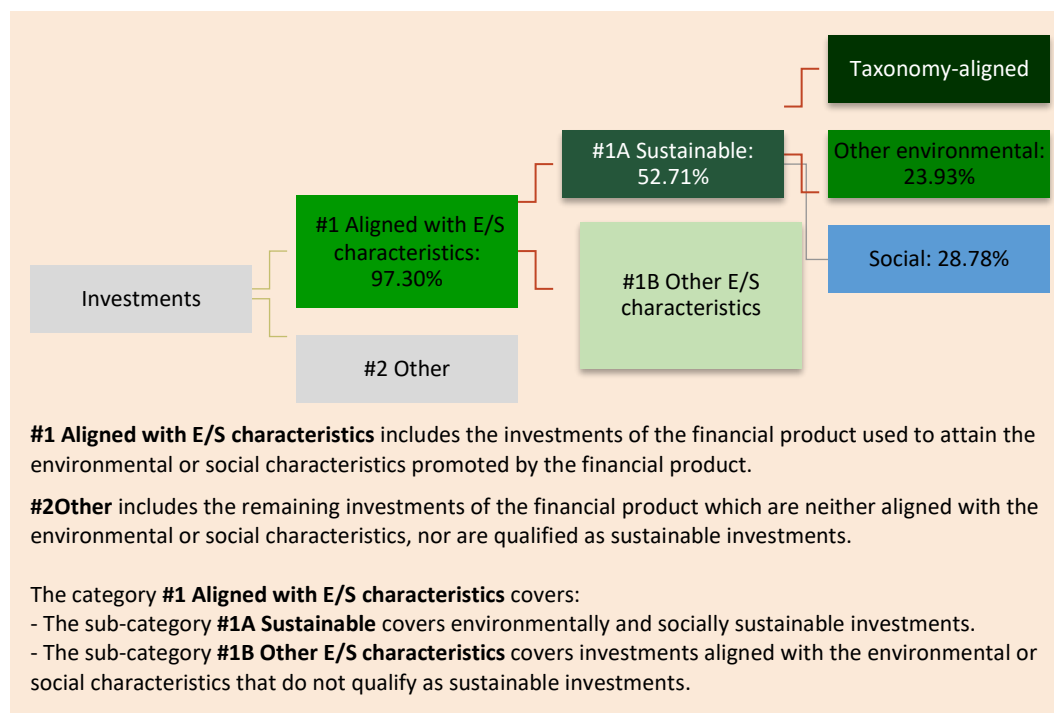 Taxonomy-aligned
#1A Sustainable:
52.71%
Other environmental:
23.93%
#1 Aligned with E/S
characteristics:
97.30%
Social: 28.78%
#1B Other E/S
characteristics
Investments
#2 Other
#1 Aligned with E/S characteristics includes the investments of the financial product used to attain the
environmental or social characteristics promoted by the financial product.
#2Other includes the remaining investments of the financial product which are neither aligned with the
environmental or social characteristics, nor are qualified as sustainable investments.
The category #1 Aligned with E/S characteristics covers:
- The sub-category #1A Sustainable covers environmentally and socially sustainable investments.
- The sub-category #1B Other E/S characteristics covers investments aligned with the environmental or
social characteristics that do not qualify as sustainable investments.